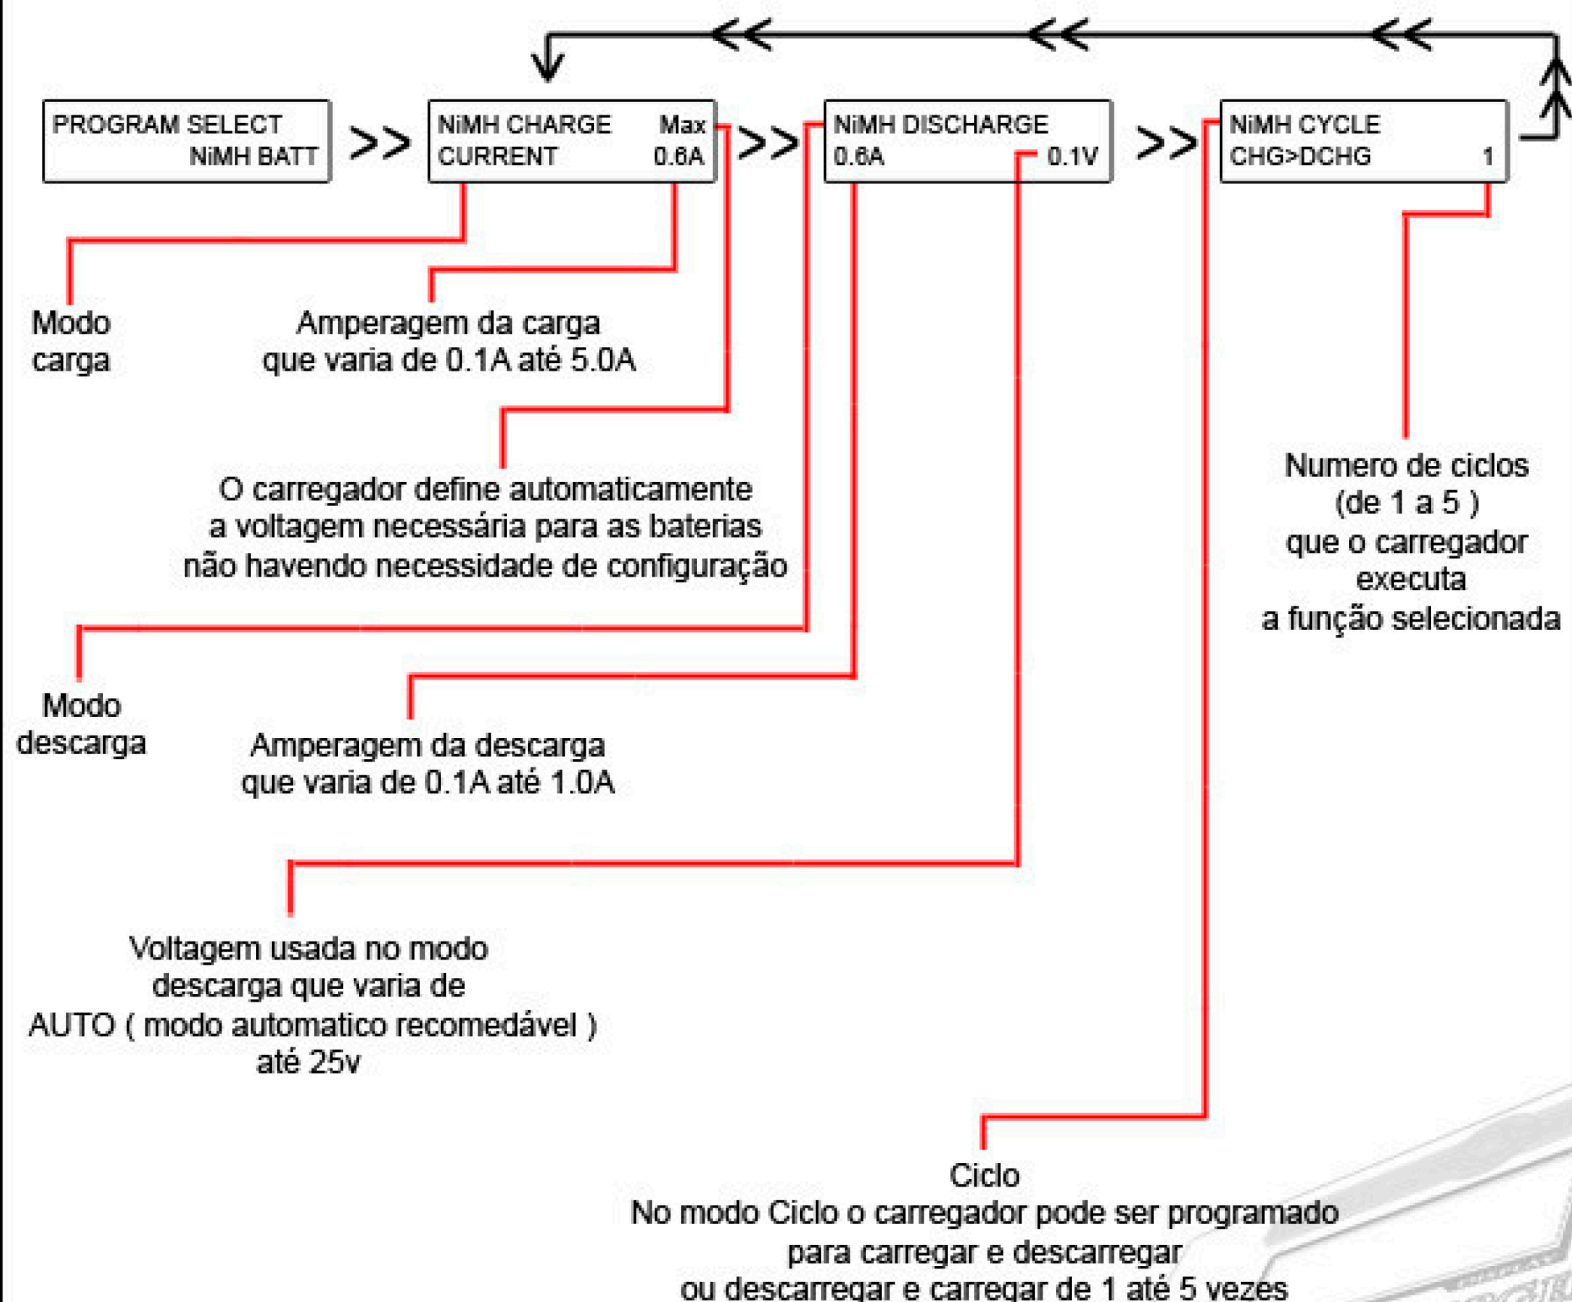 PROGRAM SELECT
NiMH BATT
>>
NiMH CHARGE Max
CURRENT 0.6A
>>
NiMH DISCHARGE
0.6A 0.1V
>>
NiMH CYCLE
CHG>DCHG 1
Modo
carga
Amperagem da carga
que varia de 0.1A até 5.0A
O carregador define automaticamente
a voltagem necessária para as baterias
não havendo necessidade de configuração
Numero de ciclos
(de 1 a 5 )
que o carregador
executa
a função selecionada
Modo
descarga
Amperagem da descarga
que varia de 0.1A até 1.0A
Voltagem usada no modo
descarga que varia de
AUTO ( modo automatico recomedável )
até 25v
Ciclo
No modo Ciclo o carregador pode ser programado
para carregar e descarregar
ou descarregar e carregar de 1 até 5 vezes